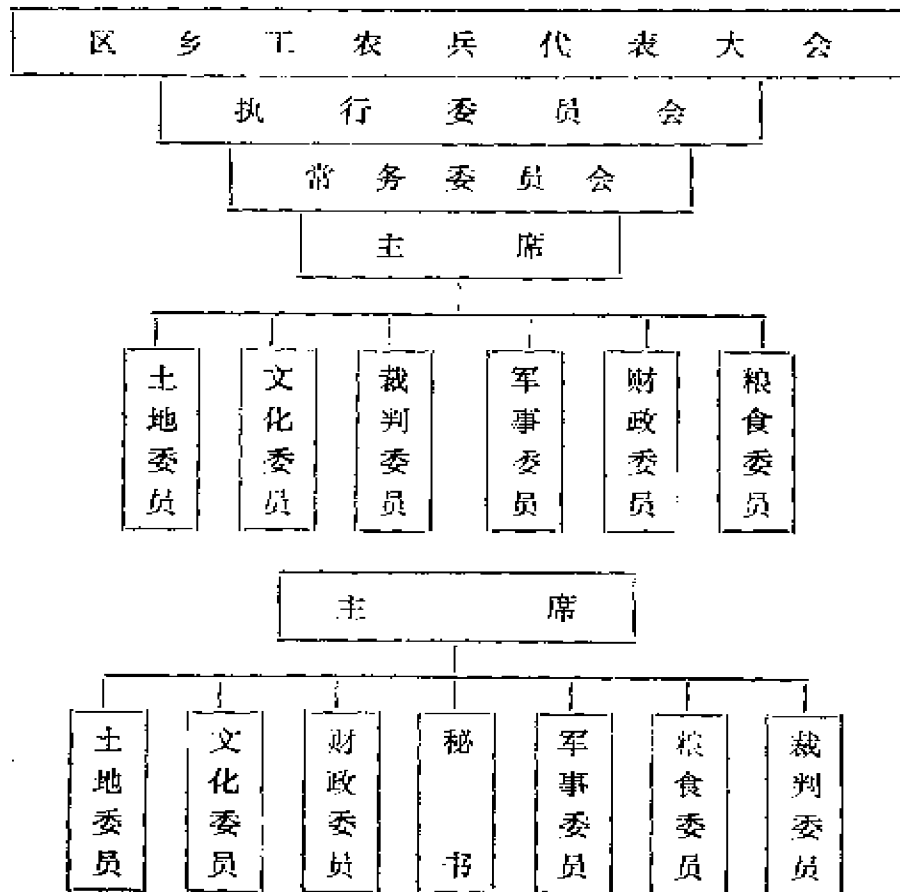 区乡工农兵代表大会
执行委员会
常务委员会
主席
土地委员
文化委员
裁判委员
军事委员
财政委员
粮食委员
主席
土地委员
文化委员
财政委员
秘书
军事委员
粮食委员
裁判委员